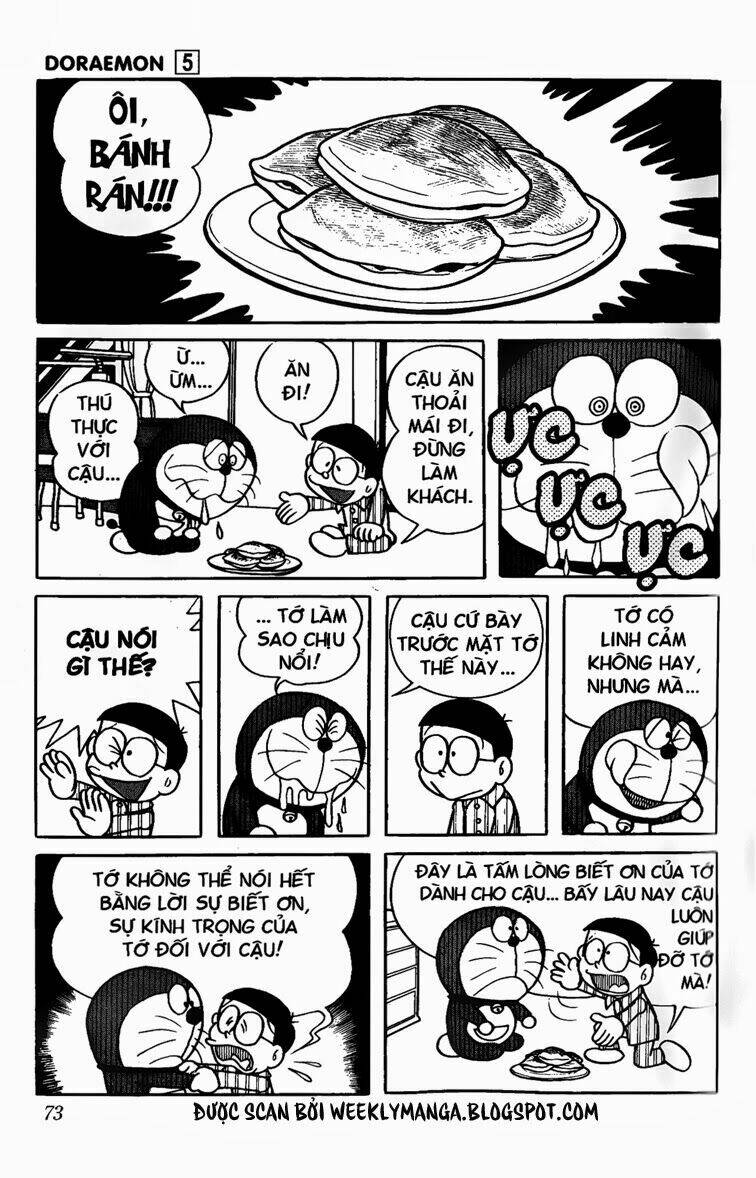 DORAEMON 5
ÔI,
BÁNH
RÁN!!!
THÚ
THỰC
VỚI
CẬU...
Ừ...
ỪM...
ĂN
ĐI!
CẬU ĂN
THOẢI
MÁI ĐI,
ĐỪNG
LÀM
KHÁCH.
ỰC
ỰC
ỰC
CẬU NÓI
GÌ THẾ?
... TỚ LÀM
SAO CHỊU
NỔI!
CẬU CỨ BÀY
TRƯỚC MẶT TỚ
THẾ NÀY...
TỚ CÓ
LINH CẢM
KHÔNG HAY,
NHƯNG MÀ...
TỚ KHÔNG THỂ NÓI HẾT
BẰNG LỜI SỰ BIẾT ƠN,
SỰ KÍNH TRỌNG CỦA
TỚ ĐỐI VỚI CẬU!
ĐÂY LÀ TẤM LÒNG BIẾT ƠN CỦA TỚ
DÀNH CHO CẬU... BẤY LÂU NAY CẬU
LUÔN
GIÚP
ĐỠ TỚ
MÀ!
73
ĐƯỢC SCAN BỞI WEEKLYMANGA.BLOGSPOT.COM